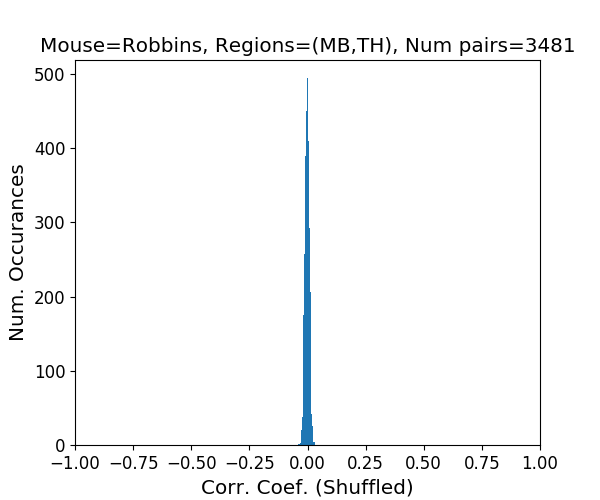 Mouse=Robbins, Regions=(MB,TH), Num pairs=3481
500
400
300
200
100
0
Num. Occurances
−1.00 −0.75 −0.50 −0.25 0.00 0.25 0.50 0.75 1.00
Corr. Coef. (Shuffled)